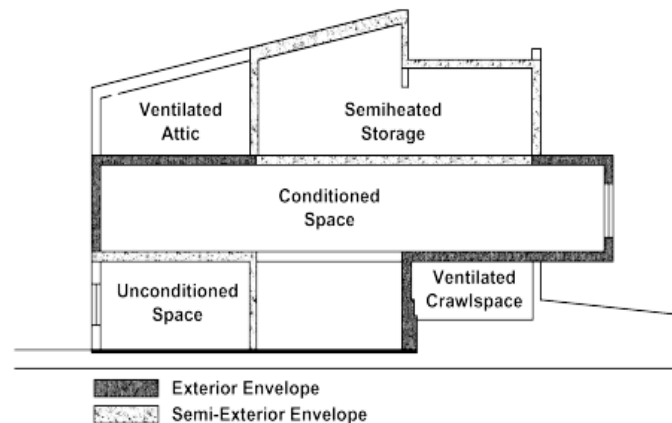 Ventilated
Attic
Semiheated
Storage
Conditioned
Space
Unconditioned
Space
Ventilated
Crawlspace
Exterior Envelope
Semi-Exterior Envelope